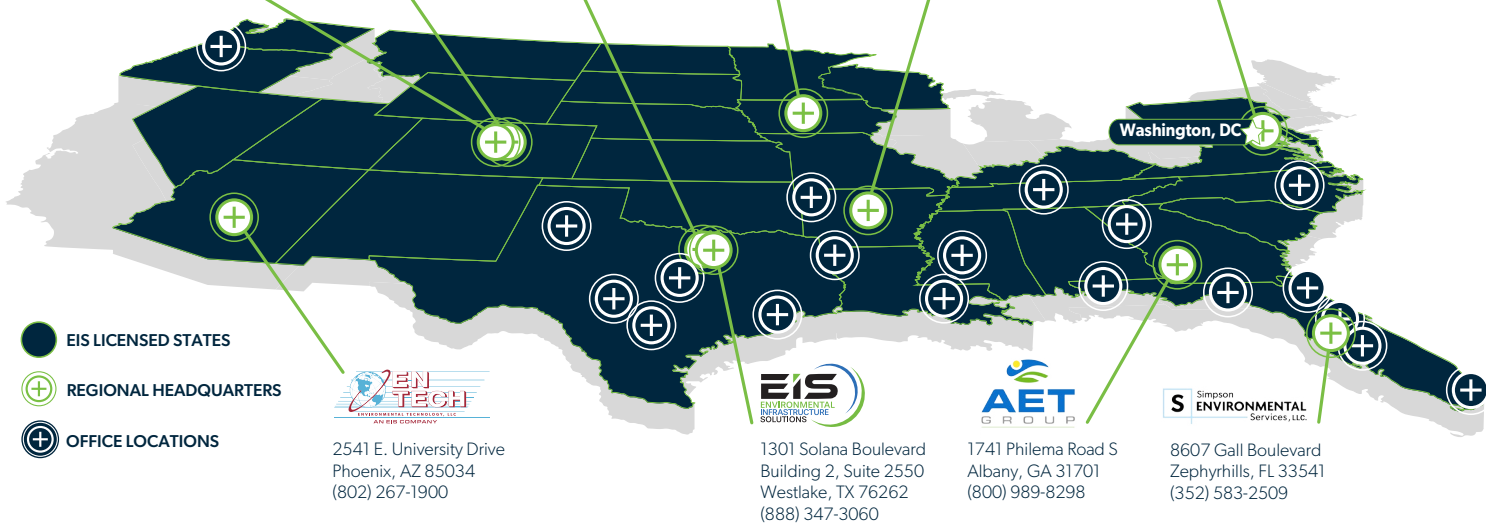 Washington, DC
EIS LICENSED STATES
REGIONAL HEADQUARTERS
OFFICE LOCATIONS
EN
TECH
ENVIRONMENTAL TECHNOLOGY, LLC
AN EIS COMPANY
2541 E. University Drive
Phoenix, AZ 85034
(802) 267-1900
EIS
ENVIRONMENTAL
INFRASTRUCTURE
SOLUTIONS
1301 Solana Boulevard
Building 2, Suite 2550
Westlake, TX 76262
(888) 347-3060
AET
GROUP
1741 Philema Road S
Albany, GA 31701
(800) 989-8298
S
Simpson
ENVIRONMENTAL
Services, LLC.
8607 Gall Boulevard
Zephyrhills, FL 33541
(352) 583-2509